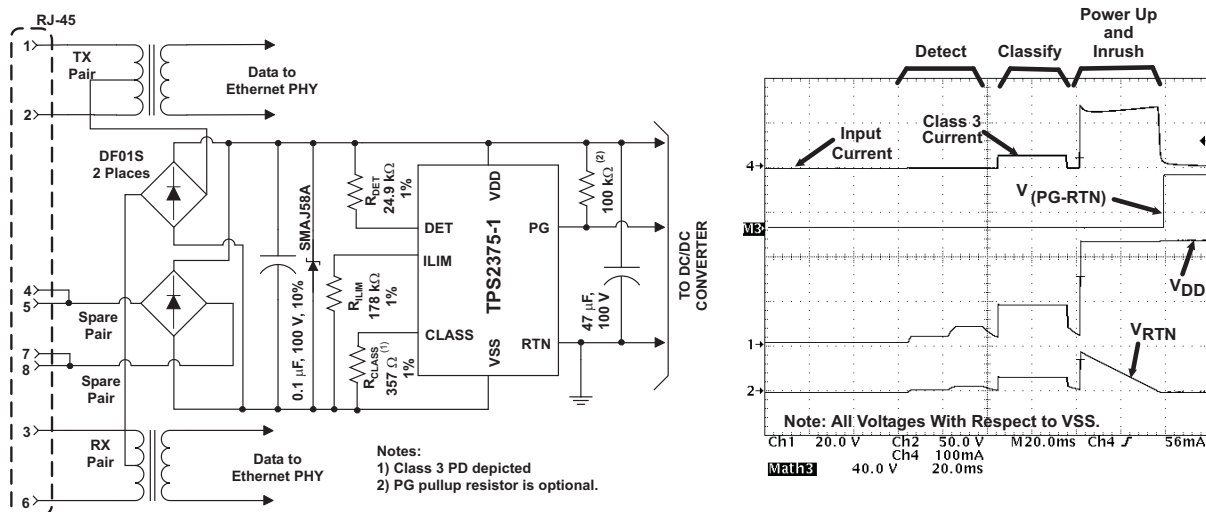 RJ-45
1
TX
Pair
Data to
Ethernet PHY
2
DF01S
2 Places
4
5
Spare
Pair
7
8
Spare
Pair
3
RX
Pair
Data to
Ethernet PHY
6
0.1 µF, 100 V, 10%
SMAJ58A
RDET
24.9 kΩ
1%
RILIM
178 kΩ
1%
RCLASS
357 Ω (1)
1%
VDD
DET
PG
ILIM
TPS2375-1
CLASS
VSS
RTN
100 kΩ (2)
47 µF,
100 V
TO DC/DC
CONVERTER
Notes:
1) Class 3 PD depicted
2) PG pullup resistor is optional.
Power Up
and
Inrush
Detect
Classify
Input
Current
Class 3
Current
4
V(PG-RTN)
M3
VDD
1
VRTN
2
Note: All Voltages With Respect to VSS.
Ch1 20.0 V Ch2 50.0 V M20.0ms Ch4 56mA
Ch4 100mA
Math3 40.0 V 20.0ms